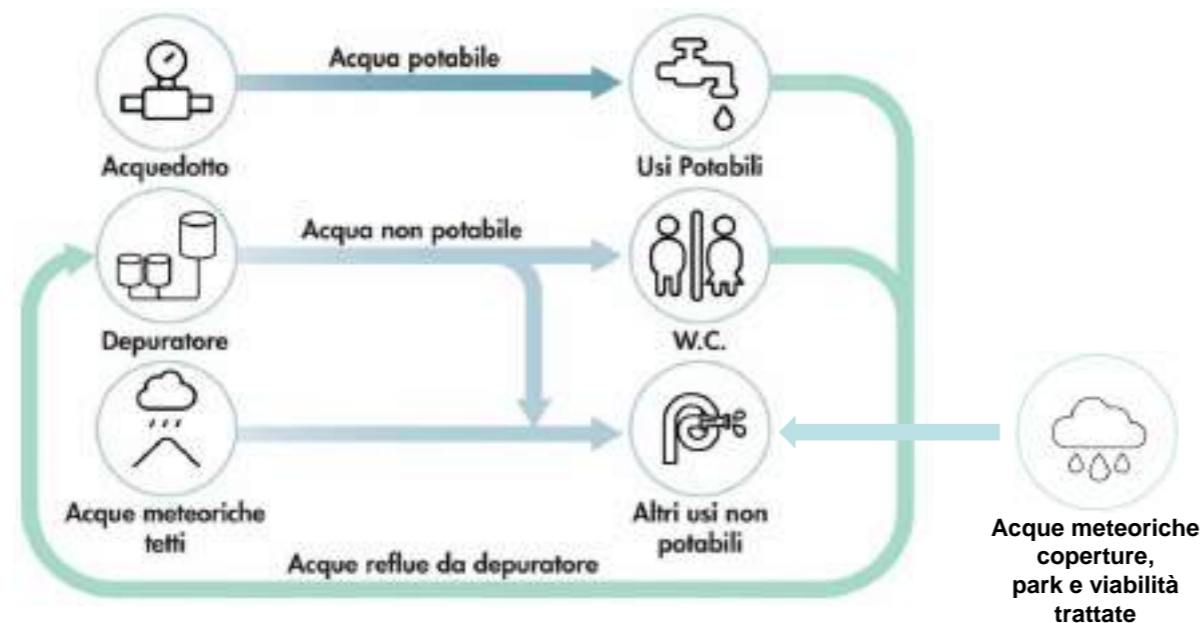 Acqua potabile
Acquedotto
Usi Potabili
Acqua non potabile
Depuratore
W.C.
Acque meteoriche
tetti
Altri usi non
potabili
Acque meteoriche
coperture,
park e viabilità
trattate
Acque reflue da depuratore